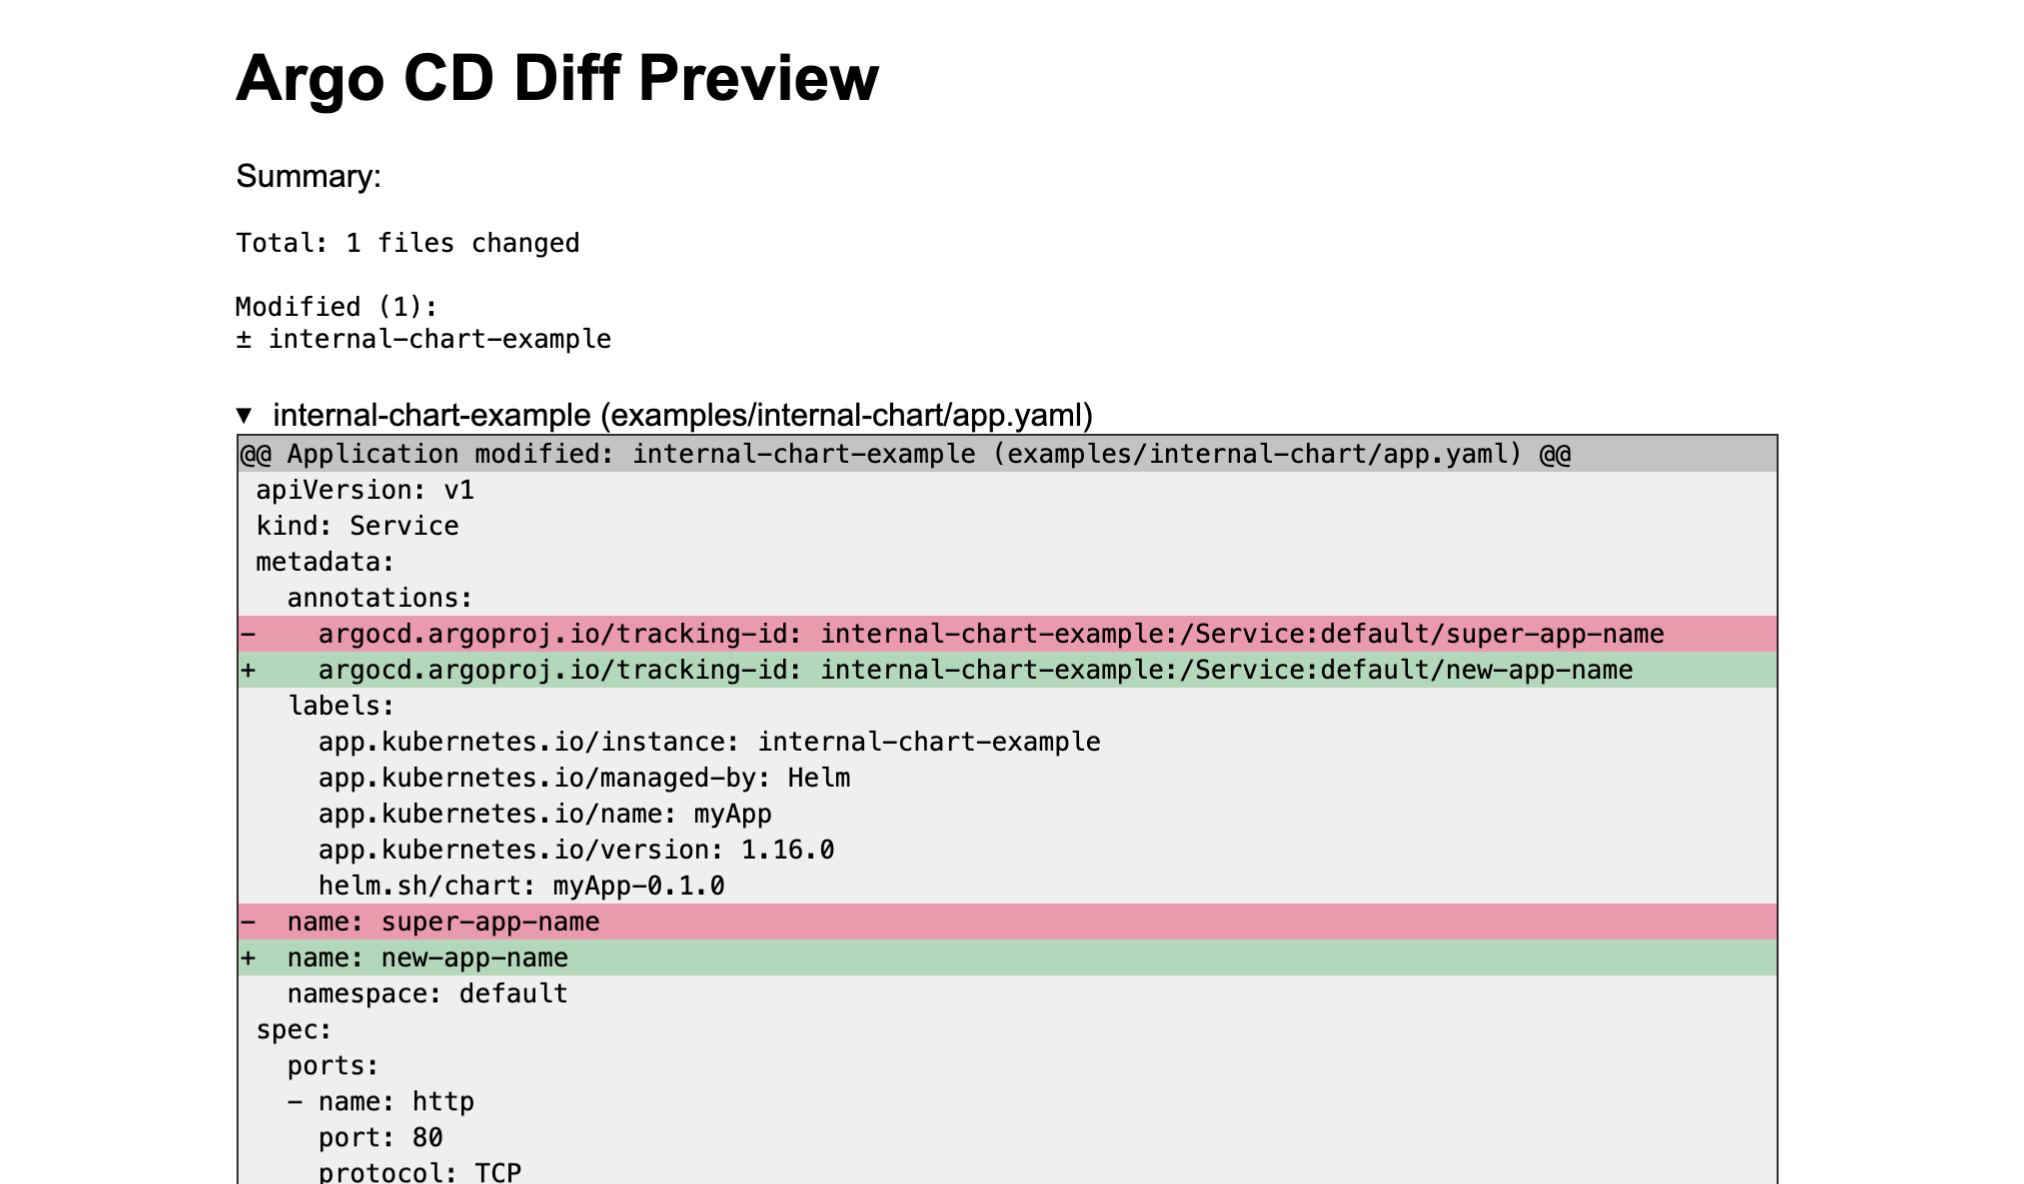 Argo CD Diff Preview
Summary:
Total: 1 files changed
Modified (1):
± internal-chart-example
▼ internal-chart-example (examples/internal-chart/app.yaml)
@@ Application modified: internal-chart-example (examples/internal-chart/app.yaml) @@
 apiVersion: v1
 kind: Service
 metadata:
   annotations:
-    argocd.argoproj.io/tracking-id: internal-chart-example:/Service:default/super-app-name
+    argocd.argoproj.io/tracking-id: internal-chart-example:/Service:default/new-app-name
   labels:
     app.kubernetes.io/instance: internal-chart-example
     app.kubernetes.io/managed-by: Helm
     app.kubernetes.io/name: myApp
     app.kubernetes.io/version: 1.16.0
     helm.sh/chart: myApp-0.1.0
-  name: super-app-name
+  name: new-app-name
   namespace: default
 spec:
   ports:
   - name: http
     port: 80
     protocol: TCP